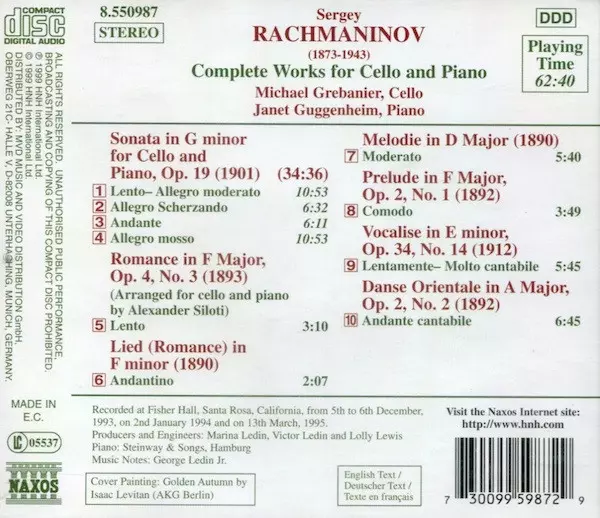 COMPACT
disc
DIGITAL AUDIO
8.550987
STEREO
Sergey
RACHMANINOV
(1873-1943)
Complete Works for Cello and Piano
Michael Grebanier, Cello
Janet Guggenheim, Piano
DDD
Playing
Time
62:40
ALL RIGHTS RESERVED. UNAUTHORISED PUBLIC PERFORMANCE,
BROADCASTING AND COPYING OF THIS COMPACT DISC PROHIBITED.
℗ 1999 HNH International Ltd.
© 1999 HNH International Ltd.
DISTRIBUTED BY: MVD MUSIC AND VIDEO DISTRIBUTION GmbH,
OBERWEG 21C- HALLE V, D-82008 UNTERHACHING, MUNICH, GERMANY.
Sonata in G minor
for Cello and
Piano, Op. 19 (1901) (34:36)
1 Lento– Allegro moderato 10:53
2 Allegro Scherzando 6:32
3 Andante 6:11
4 Allegro mosso 10:53
Romance in F Major,
Op. 4, No. 3 (1893)
(Arranged for cello and piano
by Alexander Siloti)
5 Lento 3:10
Lied (Romance) in
F minor (1890)
6 Andantino 2:07
Melodie in D Major (1890)
7 Moderato 5:40
Prelude in F Major,
Op. 2, No. 1 (1892)
8 Comodo 3:49
Vocalise in E minor,
Op. 34, No. 14 (1912)
9 Lentamente– Molto cantabile 5:45
Danse Orientale in A Major,
Op. 2, No. 2 (1892)
10 Andante cantabile 6:45
MADE IN
E.C.
LC 05537
NAXOS
Recorded at Fisher Hall, Santa Rosa, California, from 5th to 6th December,
1993, on 2nd January 1994 and on 13th March, 1995.
Producers and Engineers: Marina Ledin, Victor Ledin and Lolly Lewis
Piano: Steinway & Songs, Hamburg
Music Notes: George Ledin Jr.
Cover Painting: Golden Autumn by
Isaac Levitan (AKG Berlin)
English Text /
Deutscher Text /
Texte en français
Visit the Naxos Internet site:
http://www.hnh.com
7 30099 59872 9